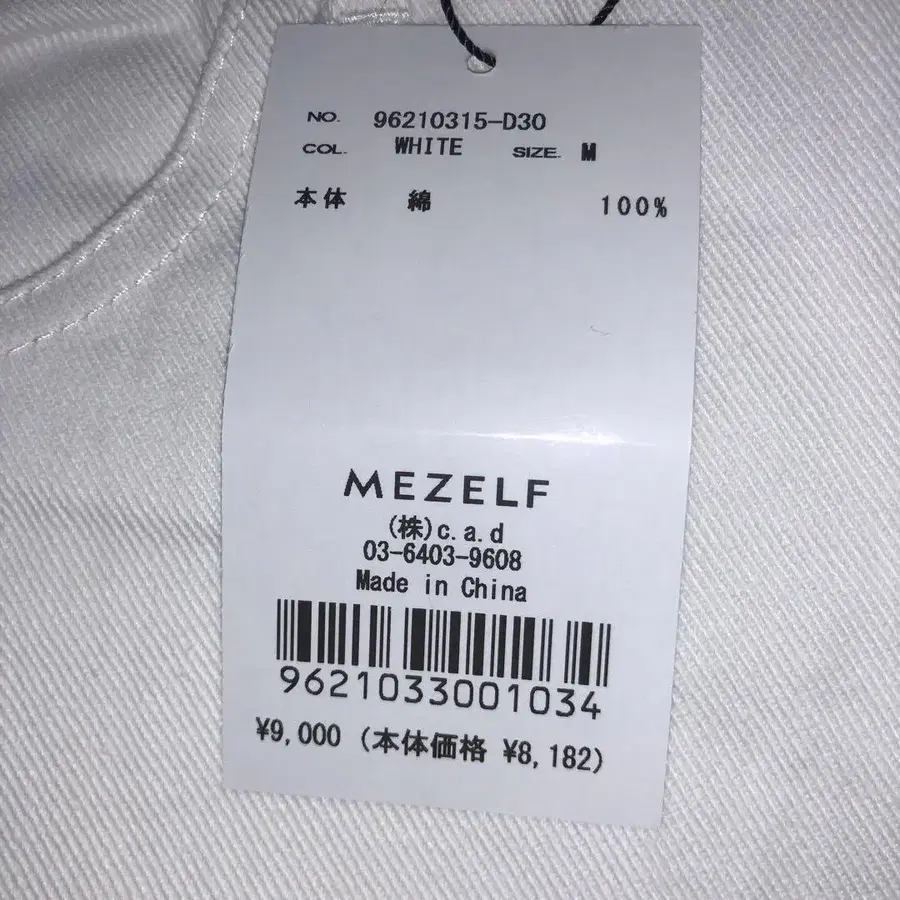 NO. 96210315-D30
COL. WHITE SIZE. M
本体 綿 100%
MEZELF
(株)c.a.d
03-6403-9608
Made in China
9621033001034
¥9,000 (本体価格 ¥8,182)